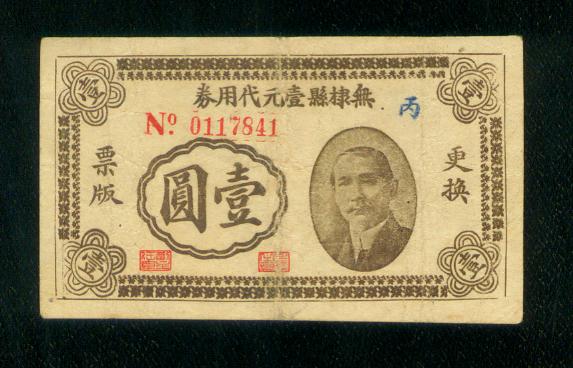 無棣縣壹元代用券
丙
Nº 0117841
更換
票版
壹圓
壹
壹
壹
壹